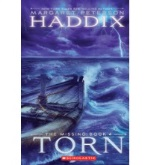 MARGARET PETERSON
HADDIX
THE MISSING: BOOK 4
TORN
SCHOLASTIC